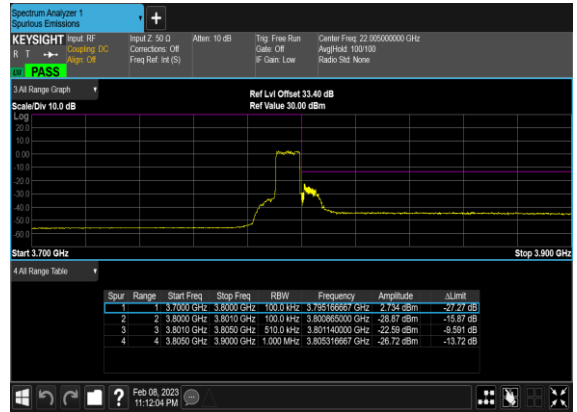 Spectrum Analyzer 1
Spurious Emissions
KEYSIGHT Input: RF Input Z: 50 Ω Atten: 10 dB Trig: Free Run Center Freq: 22.005000000 GHz
R T Coupling: DC Corrections: Off Gate: Off Avg|Hold: 100/100
Align: Off Freq Ref: Int (S) IF Gain: Low Radio Std: None
PASS
3 All Range Graph
Ref Lvl Offset 33.40 dB
Scale/Div 10.0 dB Ref Value 30.00 dBm
Log
20.0
10.0
0.00
-10.0
-20.0
-30.0
-40.0
-50.0
-60.0
Start 3.700 GHz Stop 3.900 GHz
4 All Range Table
Spur Range Start Freq Stop Freq RBW Frequency Amplitude ΔLimit
1 1 3.7000 GHz 3.8000 GHz 100.0 kHz 3.795166667 GHz 2.734 dBm -27.27 dB
2 2 3.8000 GHz 3.8010 GHz 100.0 kHz 3.800865000 GHz -28.87 dBm -15.87 dB
3 3 3.8010 GHz 3.8050 GHz 510.0 kHz 3.801140000 GHz -22.59 dBm -9.591 dB
4 4 3.8050 GHz 3.9000 GHz 1.000 MHz 3.805316667 GHz -26.72 dBm -13.72 dB
Feb 08, 2023
11:12:04 PM